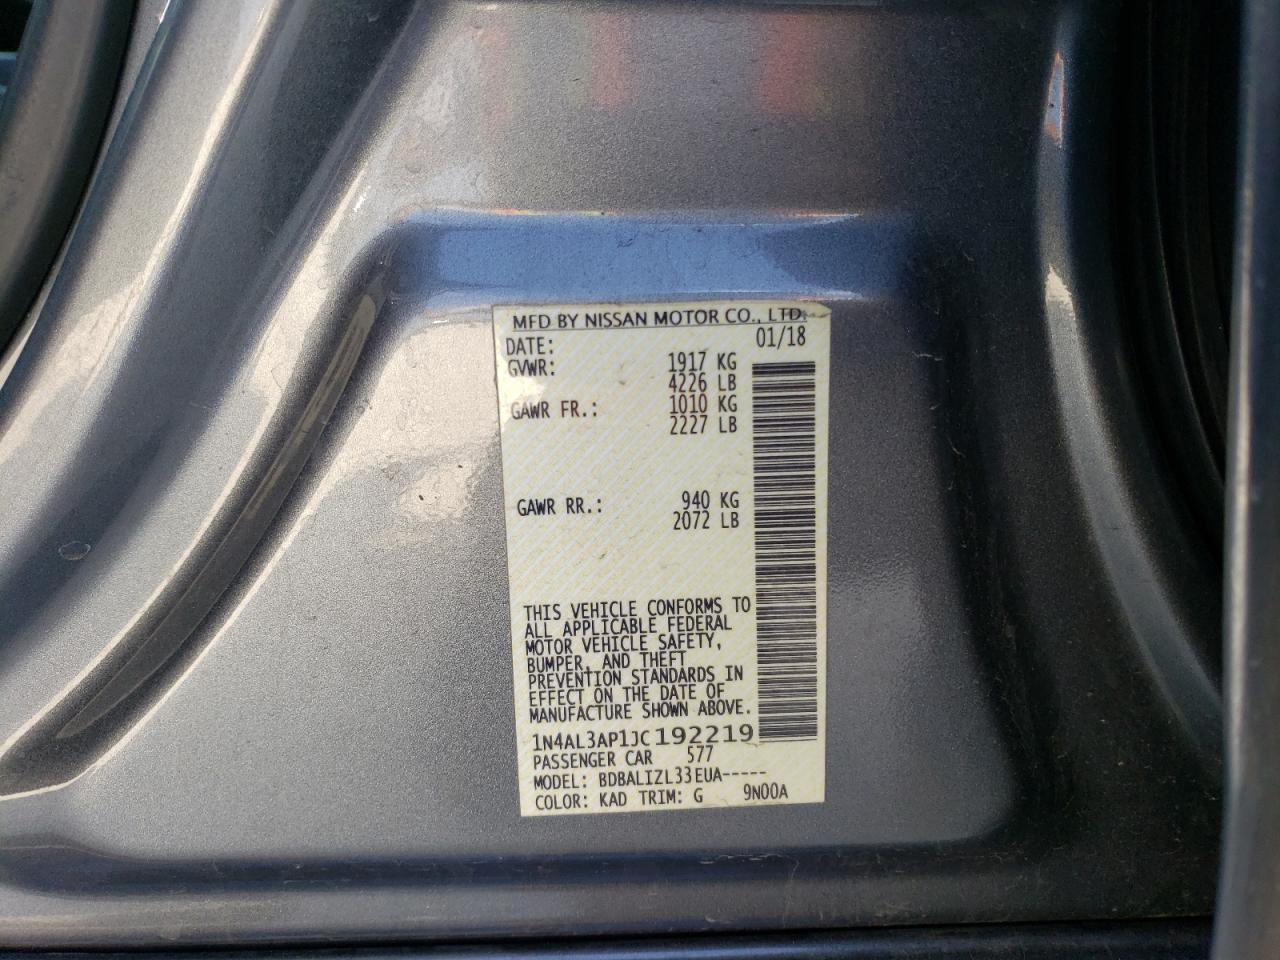 MFD BY NISSAN MOTOR CO., LTD.
DATE: 01/18
GVWR: 1917 KG
4226 LB
GAWR FR.: 1010 KG
2227 LB
GAWR RR.: 940 KG
2072 LB
THIS VEHICLE CONFORMS TO
ALL APPLICABLE FEDERAL
MOTOR VEHICLE SAFETY,
BUMPER, AND THEFT
PREVENTION STANDARDS IN
EFFECT ON THE DATE OF
MANUFACTURE SHOWN ABOVE.
1N4AL3AP1JC192219
PASSENGER CAR 577
MODEL: BDBALIZL33EUA-----
COLOR: KAD TRIM: G 9N00A